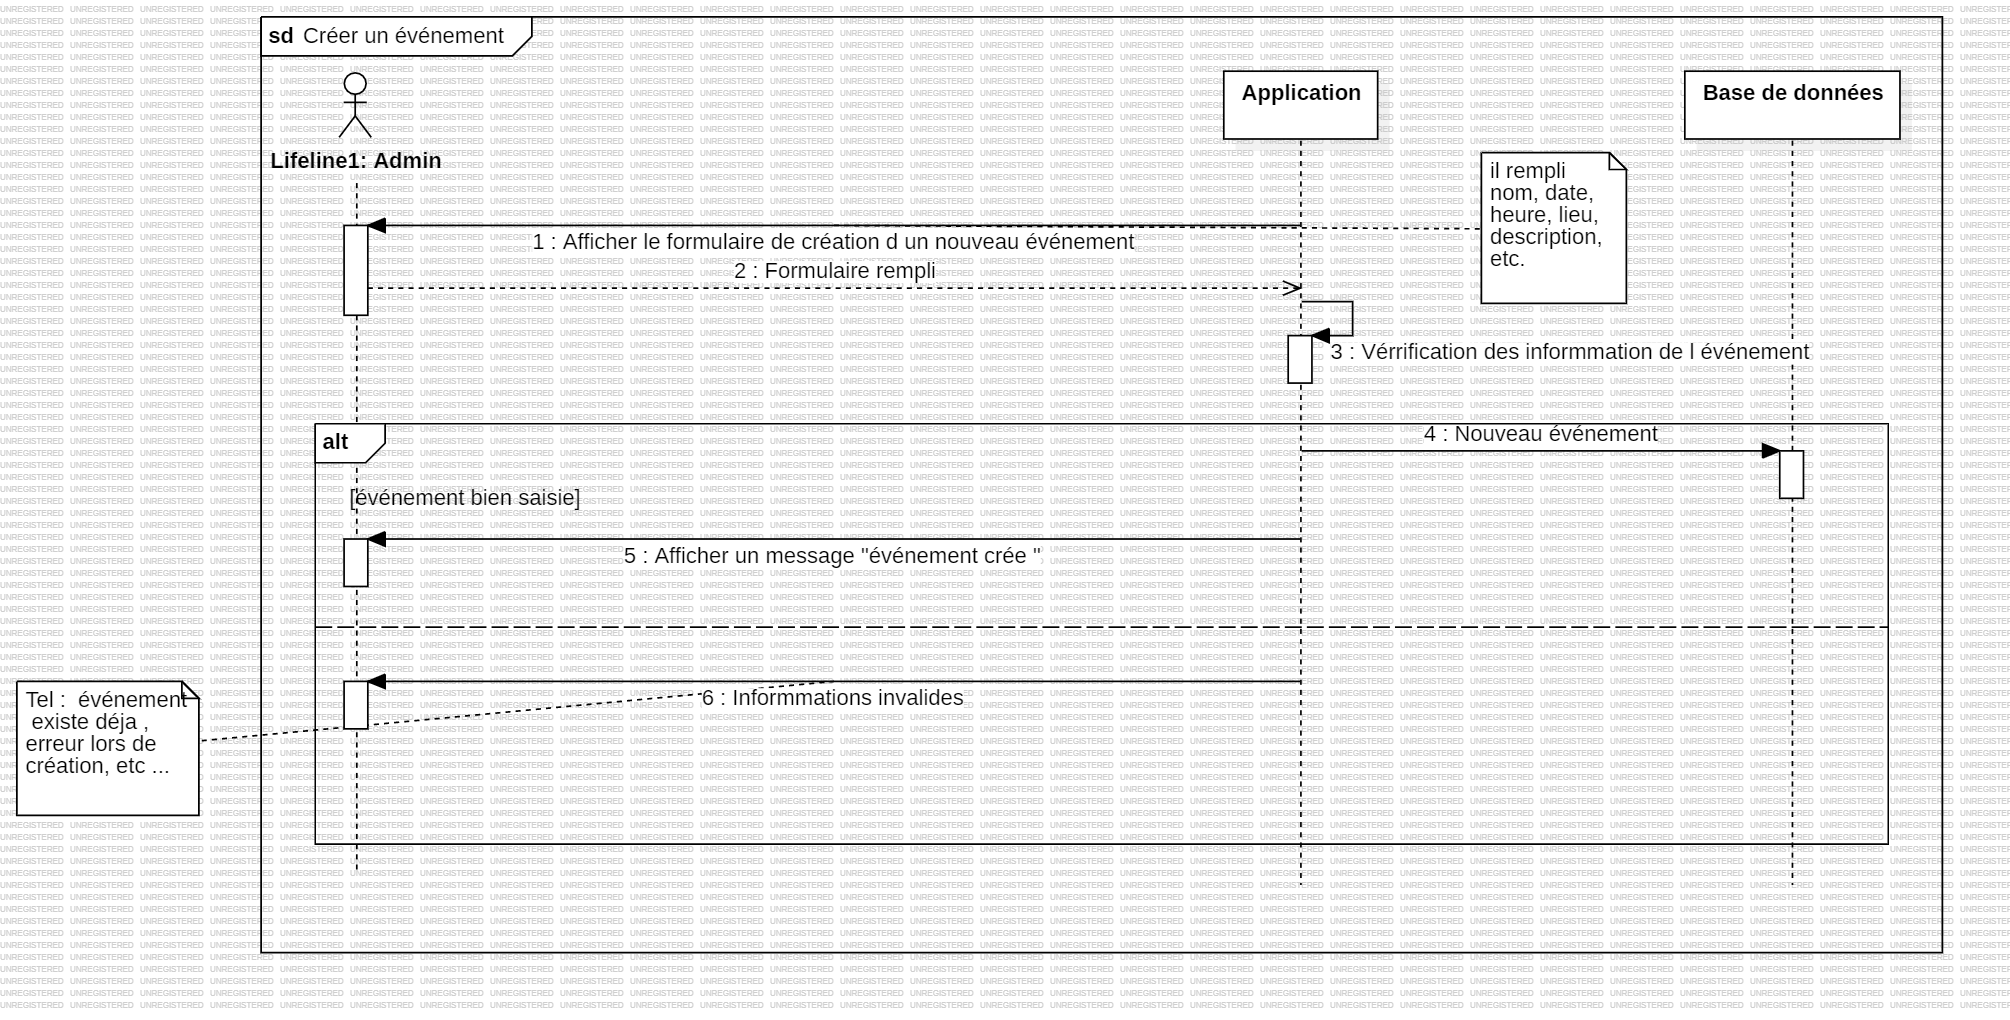 sd Créer un événement
Application
Base de données
Lifeline1: Admin
il rempli
nom, date,
heure, lieu,
description,
etc.
1 : Afficher le formulaire de création d un nouveau événement
2 : Formulaire rempli
3 : Vérrification des informmation de l événement
alt
4 : Nouveau événement
[événement bien saisie]
5 : Afficher un message "événement crée "
6 : Informmations invalides
Tel :  événement
existe déja ,
erreur lors de
création, etc ...
UNREGISTERED